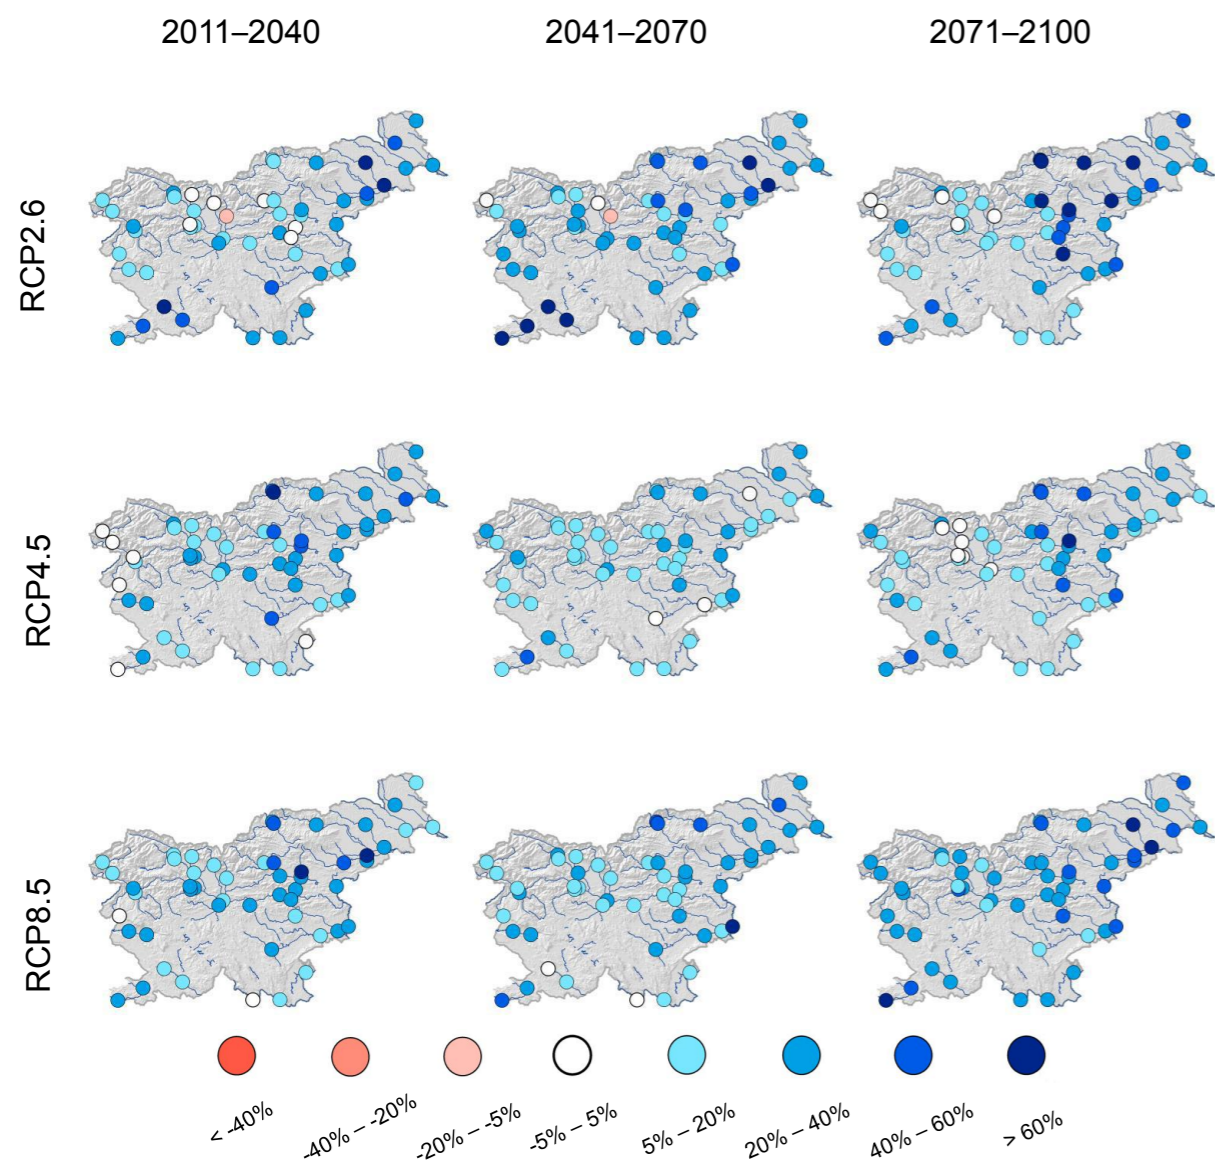 2011–2040 2041–2070 2071–2100
RCP2.6
RCP4.5
RCP8.5
< -40% -40% – -20% -20% – -5% -5% – 5% 5% – 20% 20% – 40% 40% – 60% > 60%